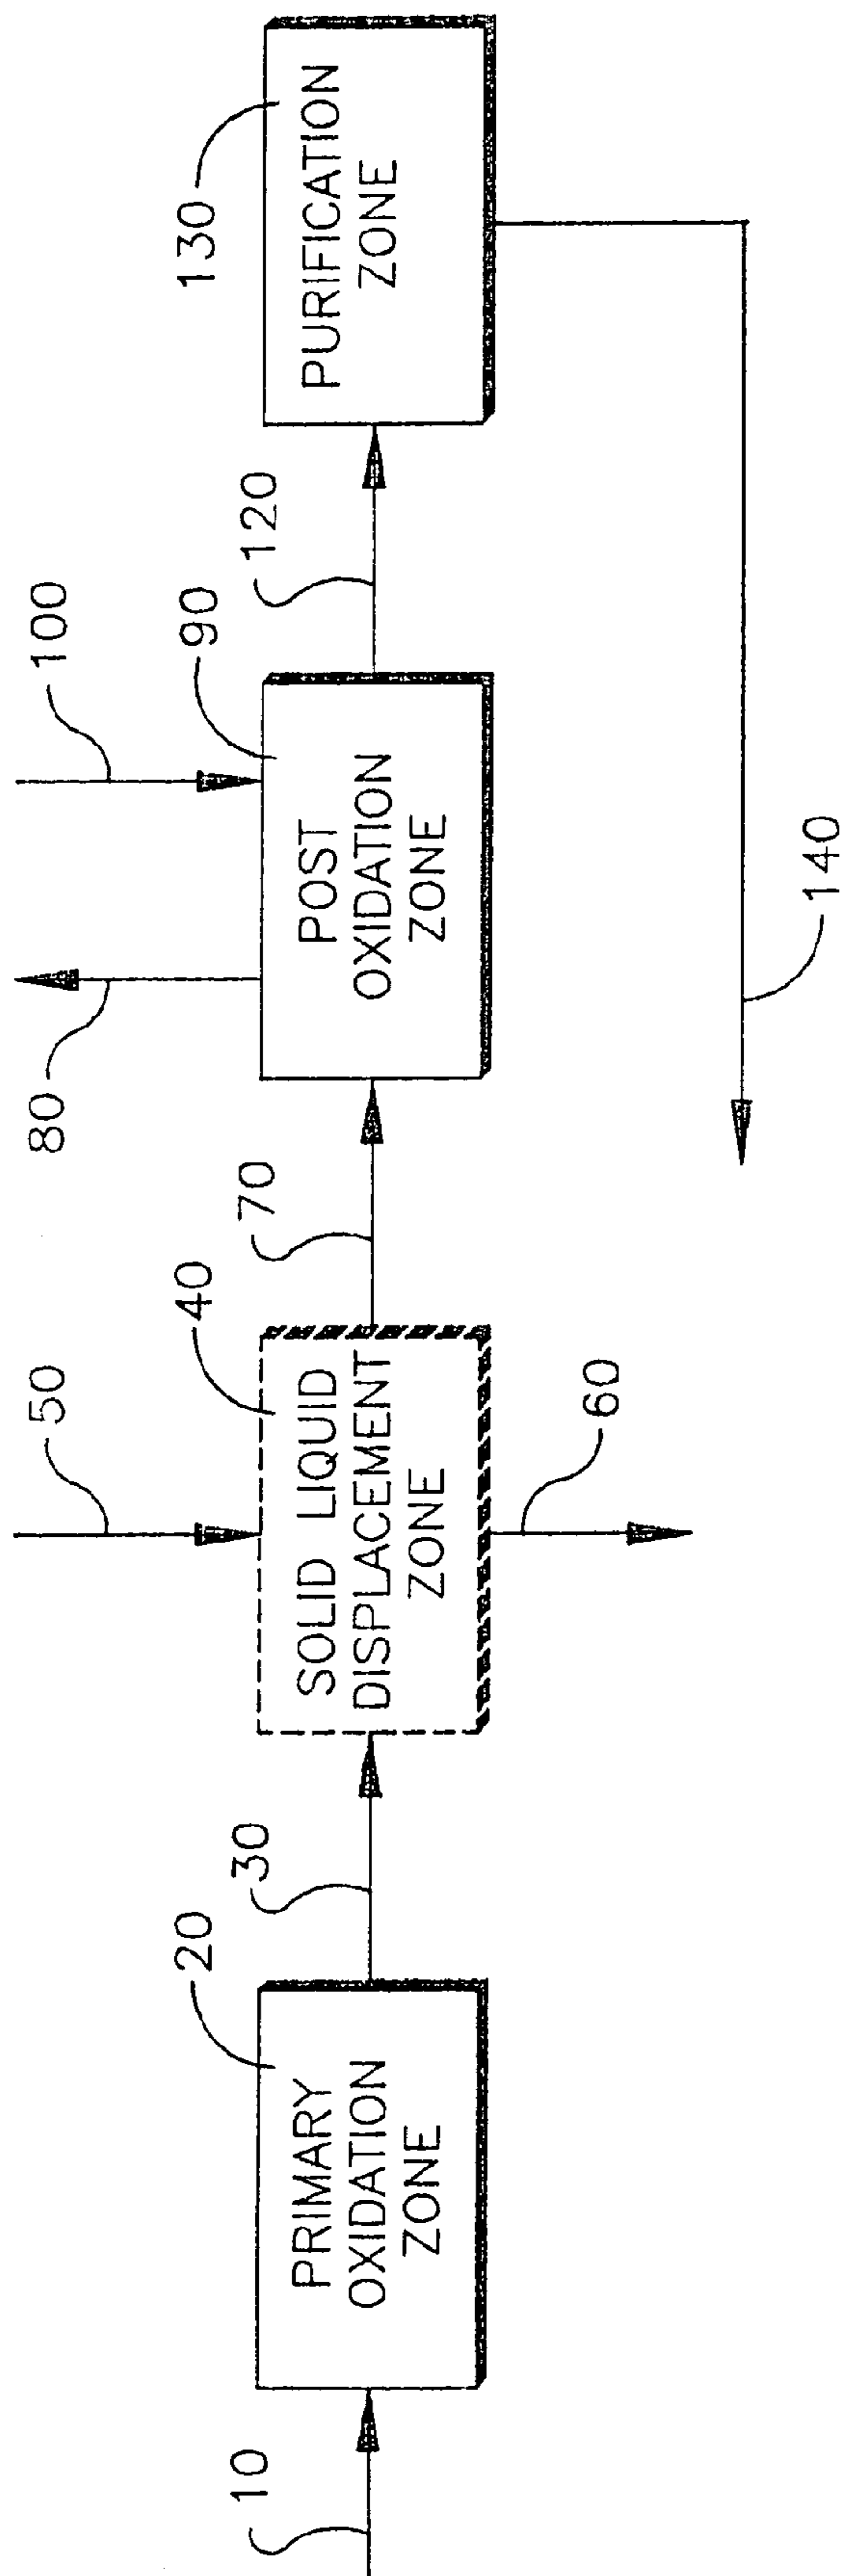 10
20
PRIMARY
OXIDATION
ZONE
30
40
50
SOLID LIQUID
DISPLACEMENT
ZONE
60
70
80
90
100
POST
OXIDATION
ZONE
120
130
PURIFICATION
ZONE
140